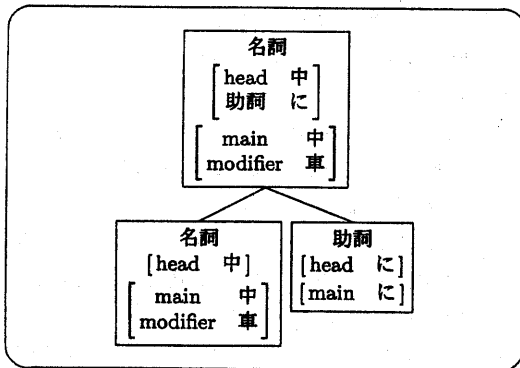 名詞
head 中
助詞 に
main 中
modifier 車
名詞
[head 中]
main 中
modifier 車
助詞
[head に]
[main に]